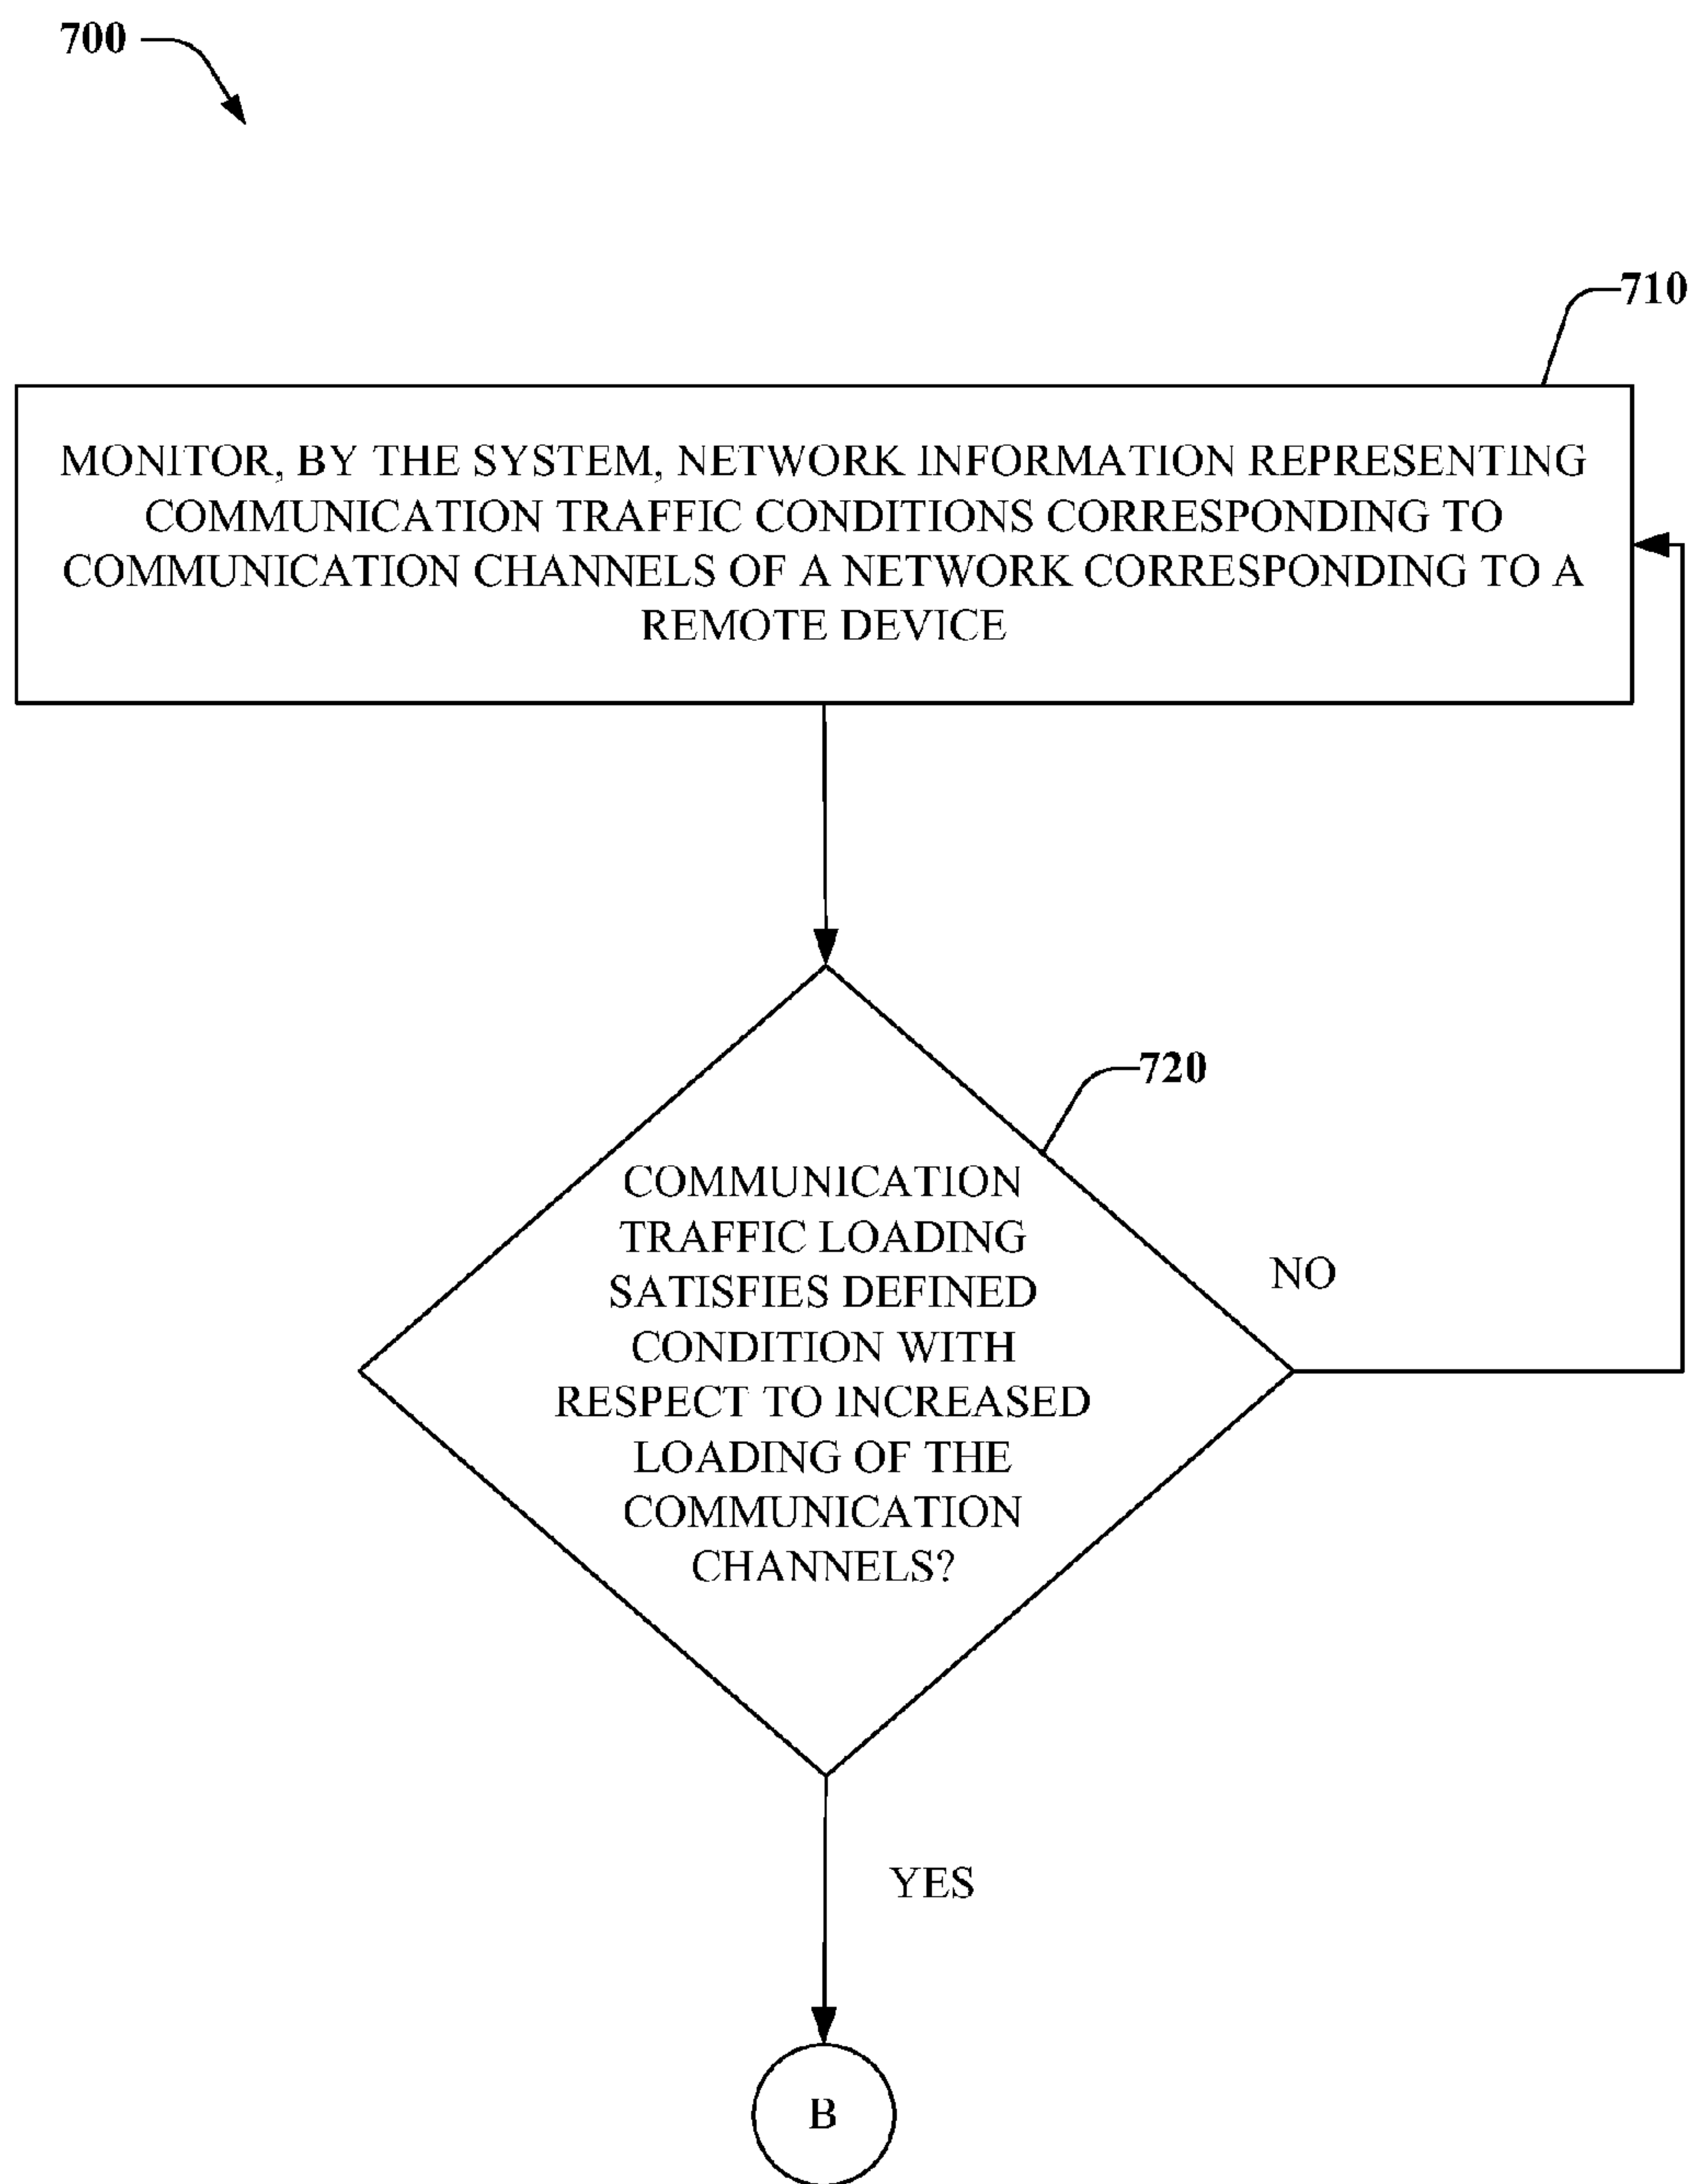 700
710
MONITOR, BY THE SYSTEM, NETWORK INFORMATION REPRESENTING
COMMUNICATION TRAFFIC CONDITIONS CORRESPONDING TO
COMMUNICATION CHANNELS OF A NETWORK CORRESPONDING TO A
REMOTE DEVICE
720
COMMUNICATION
TRAFFIC LOADING
SATISFIES DEFINED
CONDITION WITH
RESPECT TO INCREASED
LOADING OF THE
COMMUNICATION
CHANNELS?
NO
YES
B